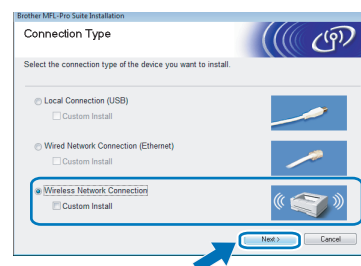 Brother MFL-Pro Suite Installation
Connection Type
Select the connection type of the device you want to install.
Local Connection (USB)
Custom Install
Wired Network Connection (Ethernet)
Custom Install
Wireless Network Connection
Custom Install
Next >
Cancel